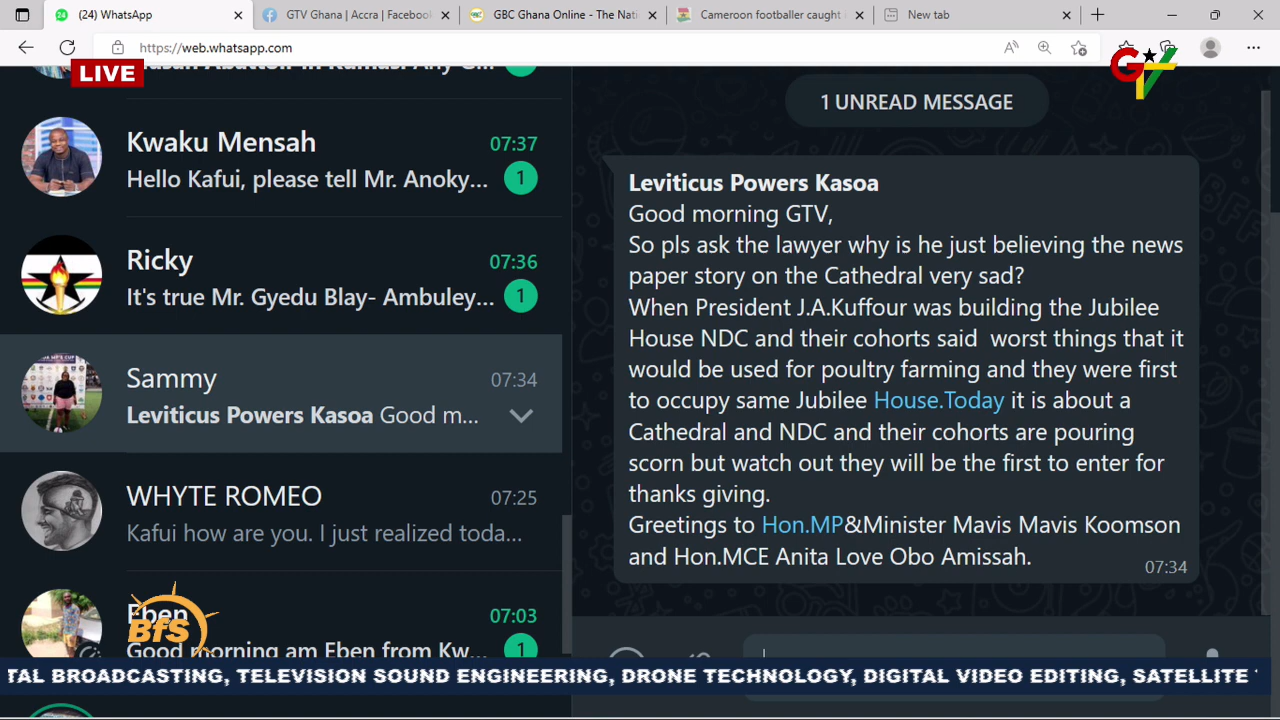 (24) WhatsApp
GTV Ghana | Accra | Facebook
GBC Ghana Online - The Nati
Cameroon footballer caught
New tab
https://web.whatsapp.com
LIVE
GTV
Kwaku Mensah
07:37
Hello Kafui, please tell Mr. Anoky...
1
Ricky
07:36
It's true Mr. Gyedu Blay- Ambuley...
1
Sammy
07:34
Leviticus Powers Kasoa Good m...
WHYTE ROMEO
07:25
Kafui how are you. I just realized toda...
Eben
07:03
Good morning am Eben from Kw...
1
BfS
1 UNREAD MESSAGE
Leviticus Powers Kasoa
Good morning GTV,
So pls ask the lawyer why is he just believing the news
paper story on the Cathedral very sad?
When President J.A.Kuffour was building the Jubilee
House NDC and their cohorts said  worst things that it
would be used for poultry farming and they were first
to occupy same Jubilee House.Today it is about a
Cathedral and NDC and their cohorts are pouring
scorn but watch out they will be the first to enter for
thanks giving.
Greetings to Hon.MP&Minister Mavis Mavis Koomson
and Hon.MCE Anita Love Obo Amissah.
07:34
TAL BROADCASTING, TELEVISION SOUND ENGINEERING, DRONE TECHNOLOGY, DIGITAL VIDEO EDITING, SATELLITE